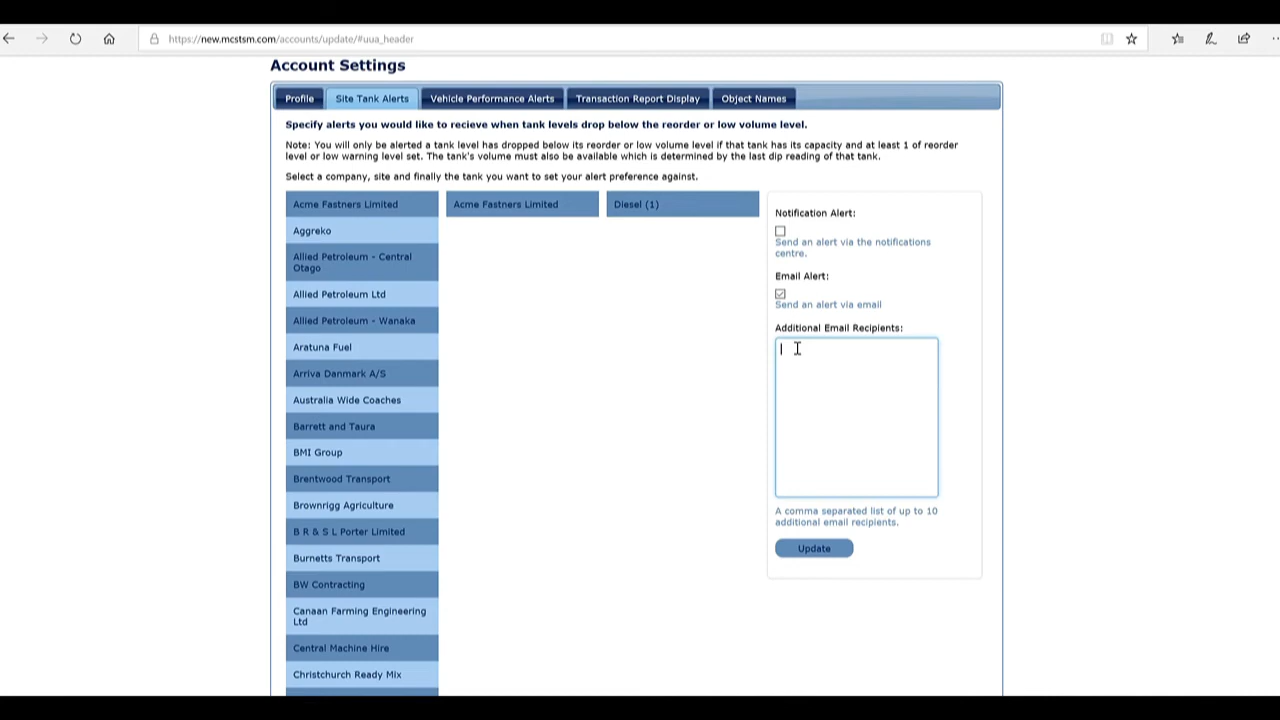 https://new.mcstsm.com/accounts/update/#uua_header
Account Settings
Profile
Site Tank Alerts
Vehicle Performance Alerts
Transaction Report Display
Object Names
Specify alerts you would like to recieve when tank levels drop below the reorder or low volume level.
Note: You will only be alerted a tank level has dropped below its reorder or low volume level if that tank has its capacity and at least 1 of reorder
level or low warning level set. The tank's volume must also be available which is determined by the last dip reading of that tank.
Select a company, site and finally the tank you want to set your alert preference against.
Acme Fastners Limited
Aggreko
Allied Petroleum - Central
Otago
Allied Petroleum Ltd
Allied Petroleum - Wanaka
Aratuna Fuel
Arriva Danmark A/S
Australia Wide Coaches
Barrett and Taura
BMI Group
Brentwood Transport
Brownrigg Agriculture
B R & S L Porter Limited
Burnetts Transport
BW Contracting
Canaan Farming Engineering
Ltd
Central Machine Hire
Christchurch Ready Mix
Acme Fastners Limited
Diesel (1)
Notification Alert:
Send an alert via the notifications
centre.
Email Alert:
Send an alert via email
Additional Email Recipients:
A comma separated list of up to 10
additional email recipients.
Update